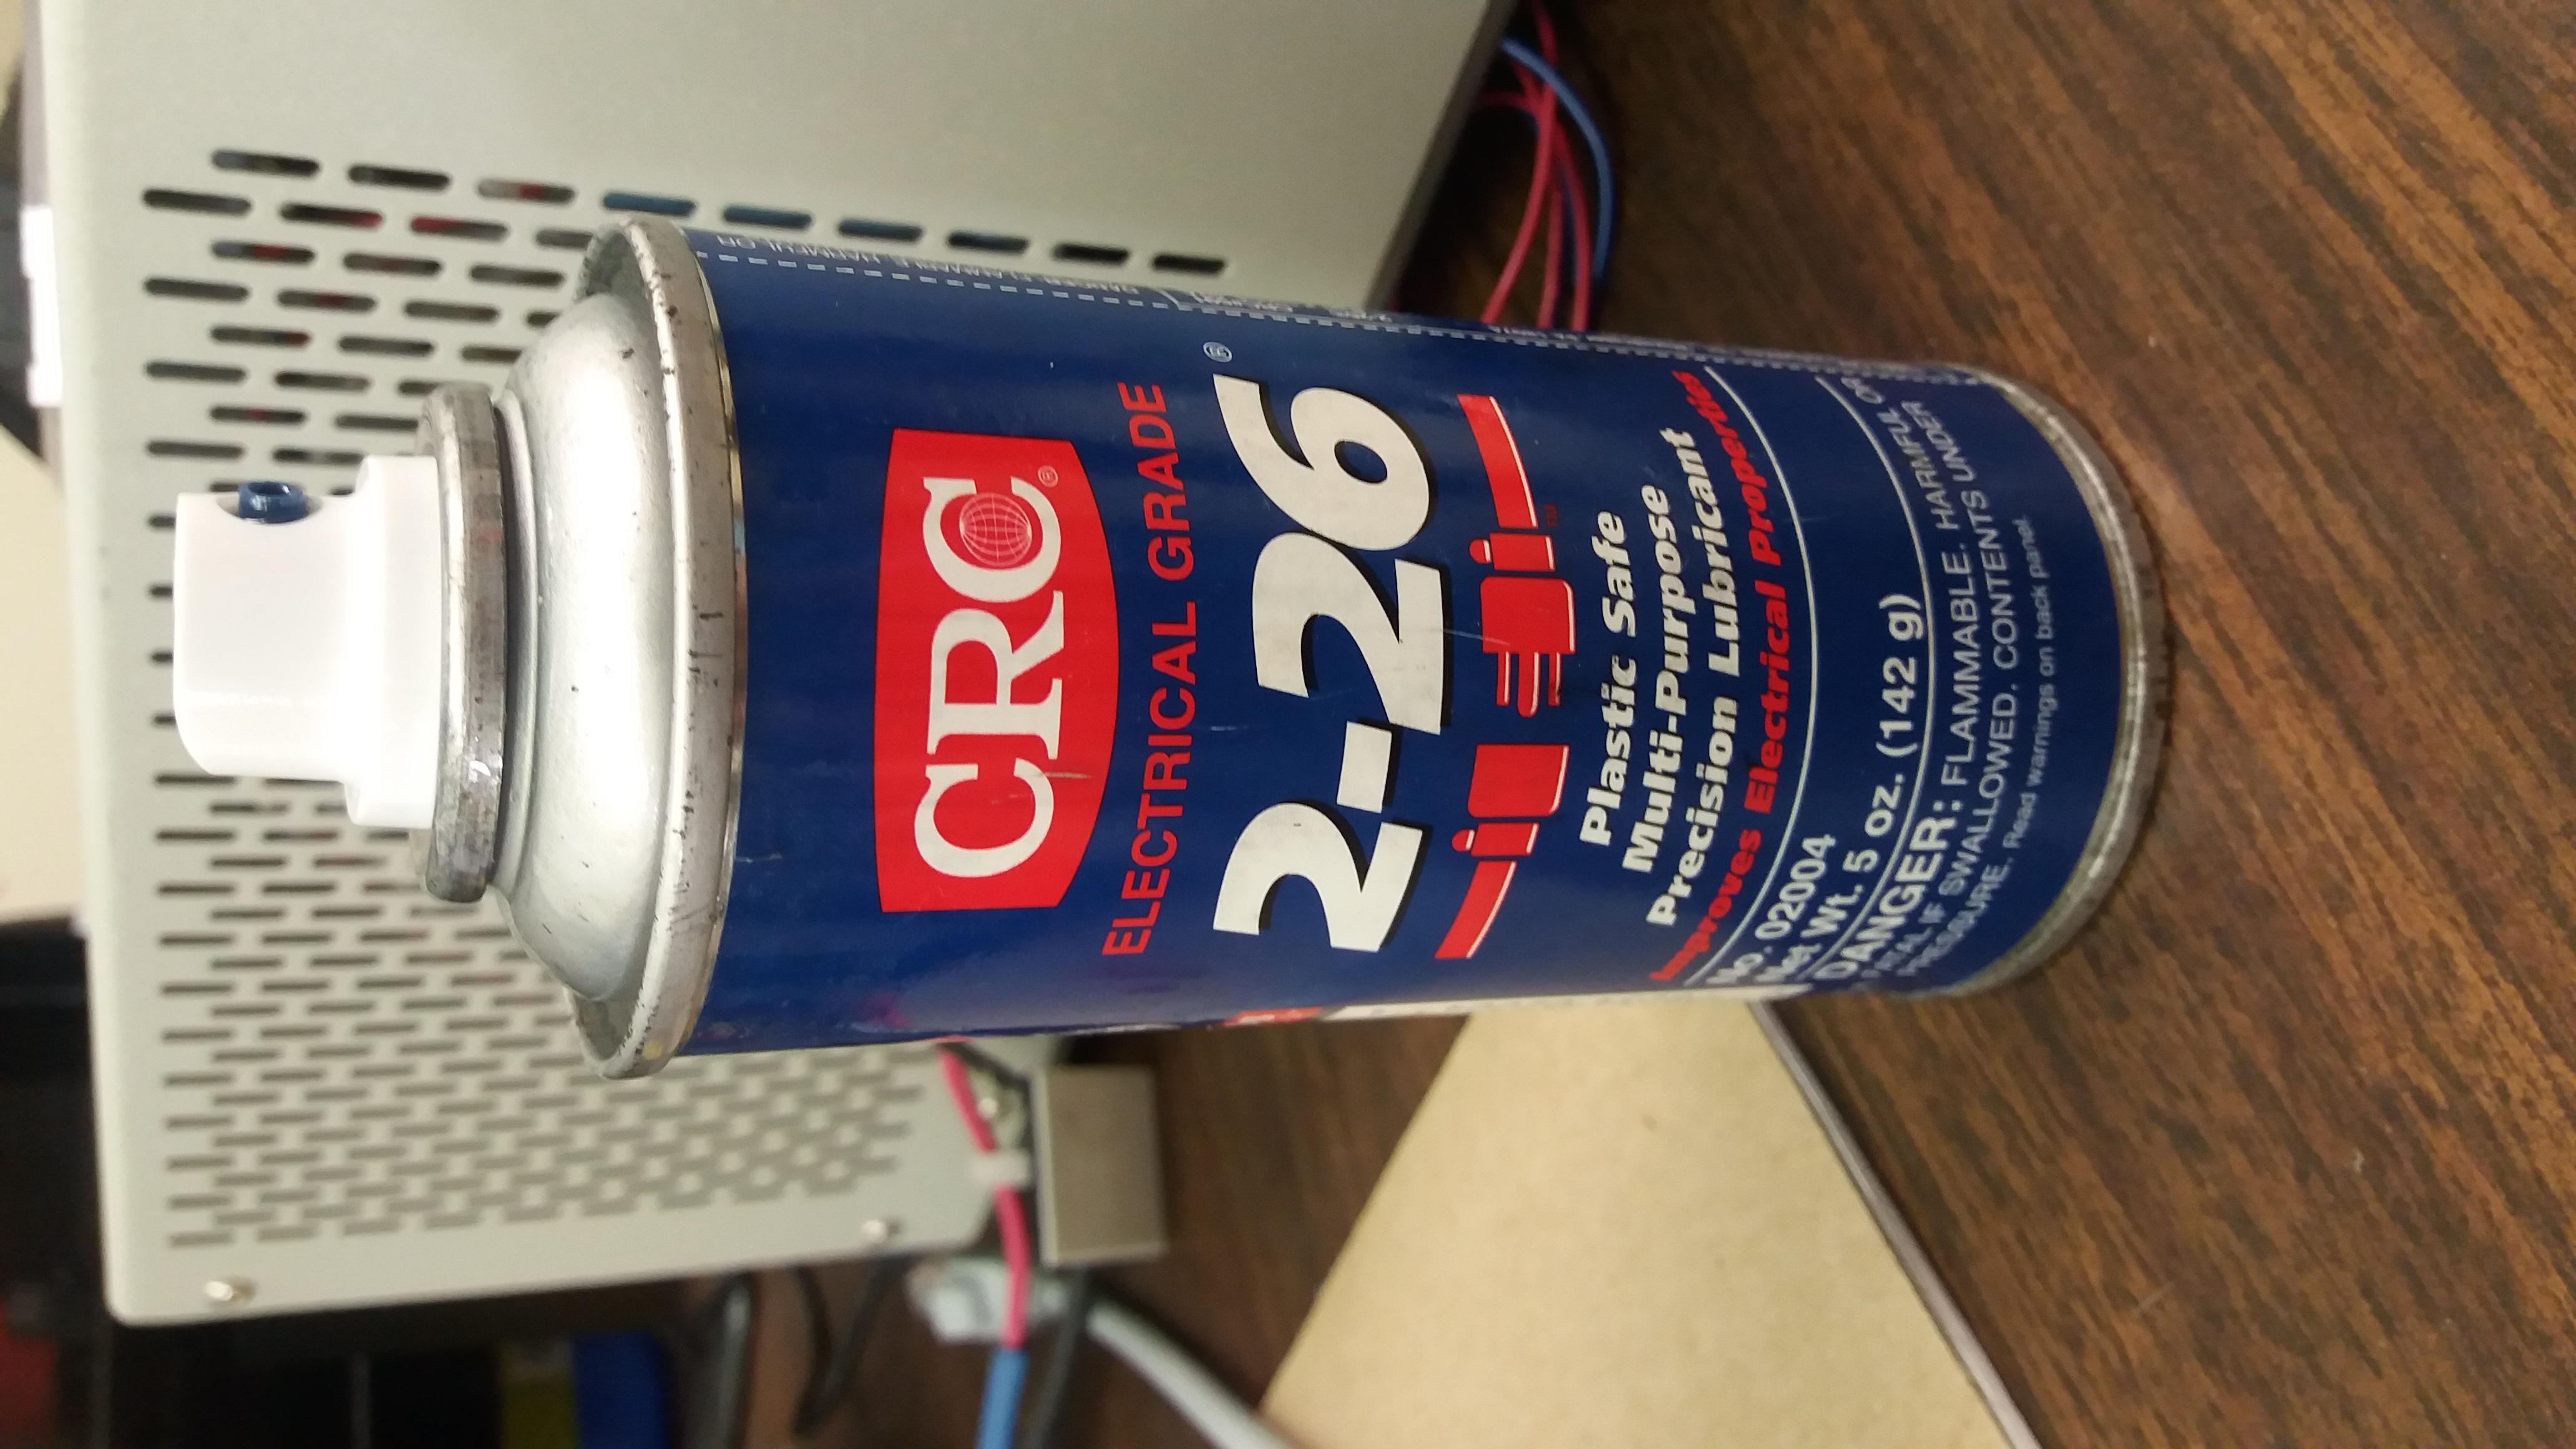 CRC®
ELECTRICAL GRADE
2-26®
TM
Plastic Safe
Multi-Purpose
Precision Lubricant
Improves Electrical Properties
No. 02004
Net Wt. 5 oz. (142 g)
DANGER: FLAMMABLE. HARMFUL OR
FATAL IF SWALLOWED. CONTENTS UNDER
PRESSURE. Read warnings on back panel.